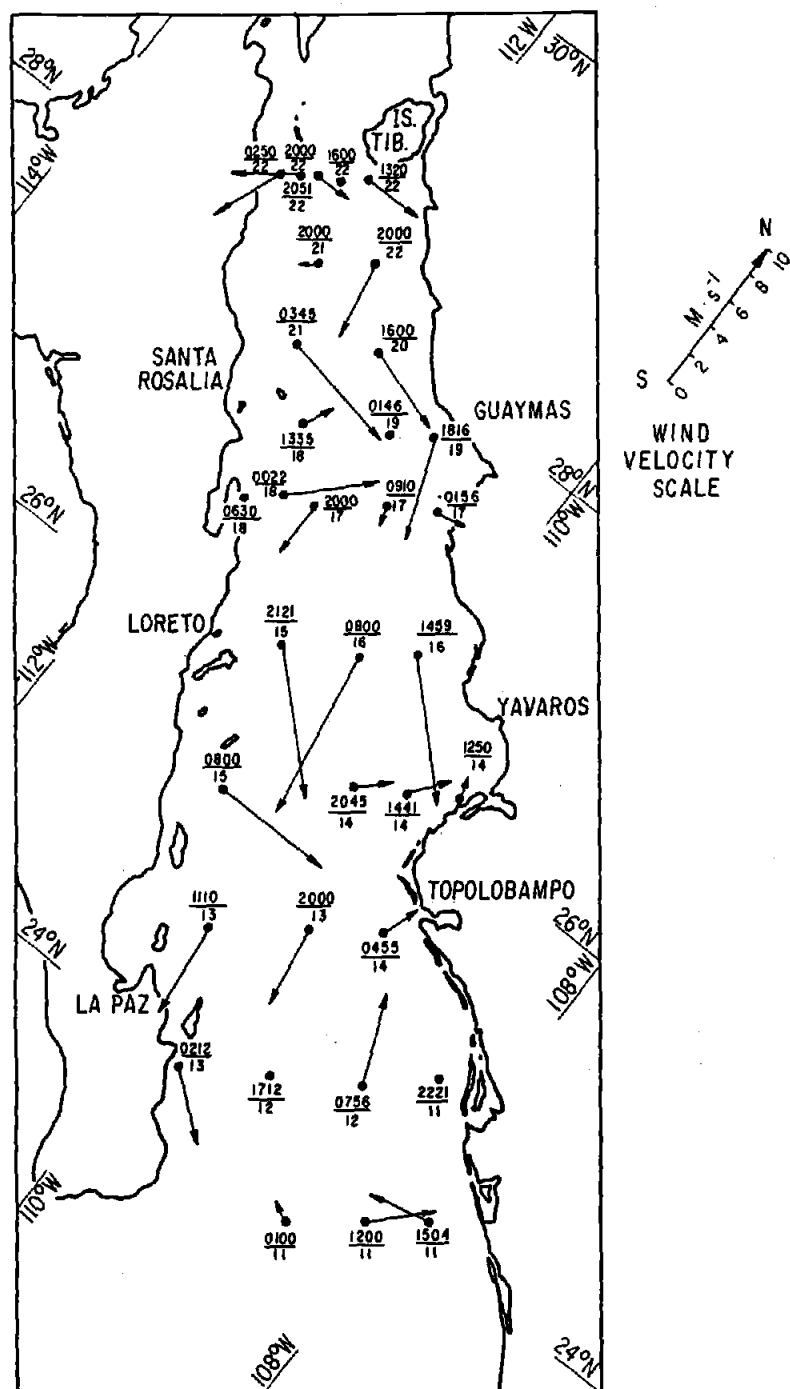 28°N
112°W
30°N
114°W
IS.
TIB.
0250
22
2000
22
1600
22
1320
22
2051
22
2000
21
2000
22
0345
21
1600
20
SANTA
ROSALIA
1335
18
0146
19
1816
19
GUAYMAS
0022
18
0630
18
2000
17
0910
17
0156
17
26°N
28°N
110°W
LORETO
2121
15
0800
16
1459
16
112°W
YAVAROS
0800
15
2045
14
1441
14
1250
14
1110
13
2000
13
0455
14
TOPOLOBAMPO
24°N
26°N
108°W
LA PAZ
0212
13
1712
12
0756
12
2221
11
110°W
0100
11
1200
11
1504
11
108°W
24°N
N
S
M·s⁻¹
0 2 4 6 8 10
WIND
VELOCITY
SCALE